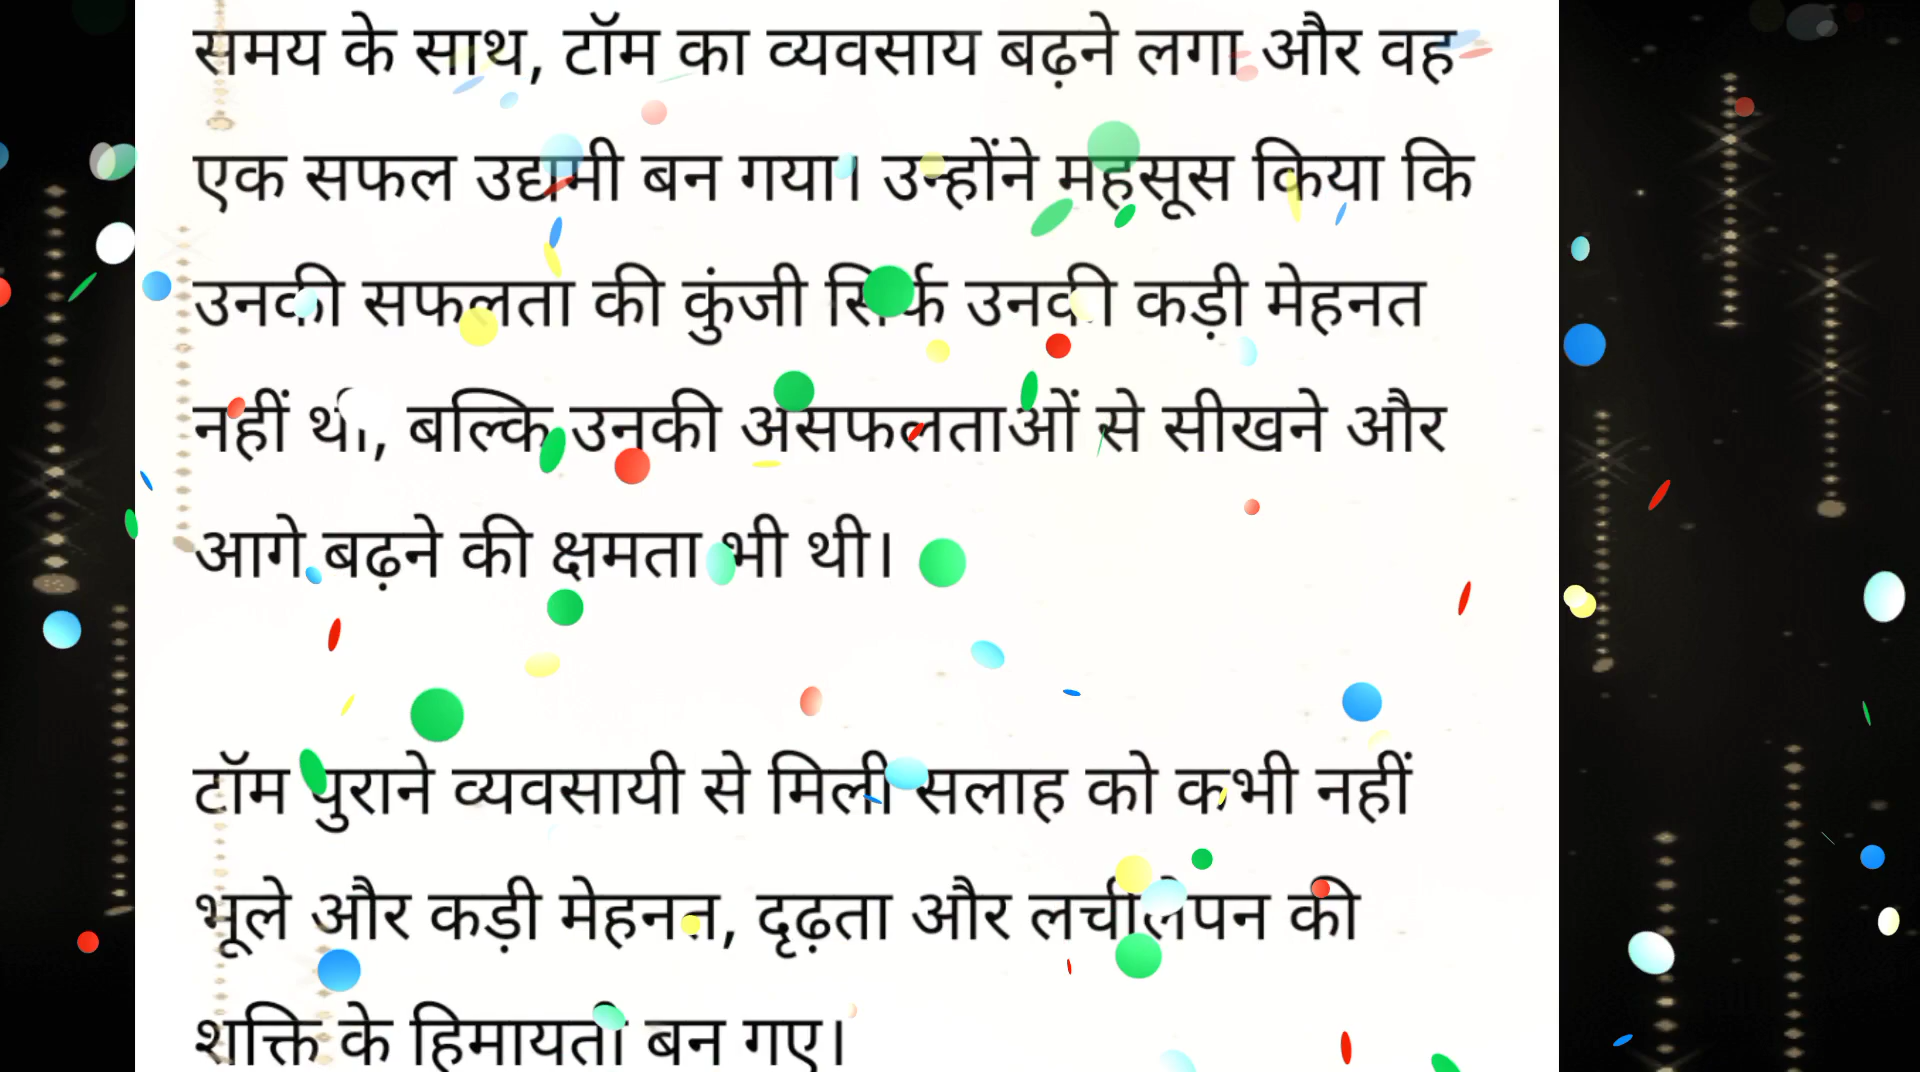 समय के साथ, टॉम का व्यवसाय बढ़ने लगा और वह
एक सफल उद्यमी बन गया। उन्होंने महसूस किया कि
उनकी सफलता की कुंजी सिर्फ उनकी कड़ी मेहनत
नहीं थी, बल्कि उनकी असफलताओं से सीखने और
आगे बढ़ने की क्षमता भी थी।
टॉम पुराने व्यवसायी से मिली सलाह को कभी नहीं
भूले और कड़ी मेहनत, दृढ़ता और लचीलेपन की
शक्ति के हिमायती बन गए।